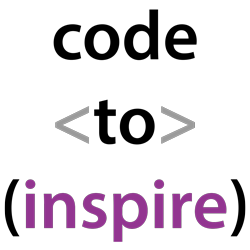 code
<to>
(inspire)